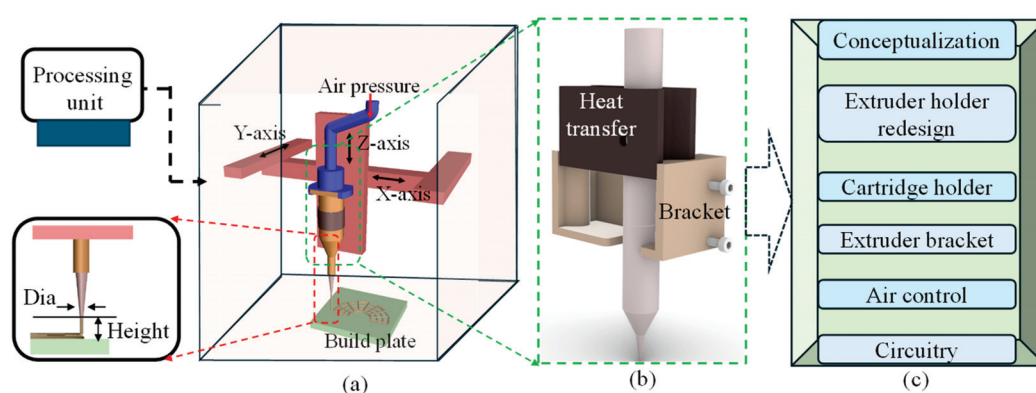 Processing
unit
Air pressure
Y-axis
Z-axis
X-axis
Dia
Height
Build plate
(a)
Heat
transfer
Bracket
(b)
Conceptualization
Extruder holder
redesign
Cartridge holder
Extruder bracket
Air control
Circuitry
(c)